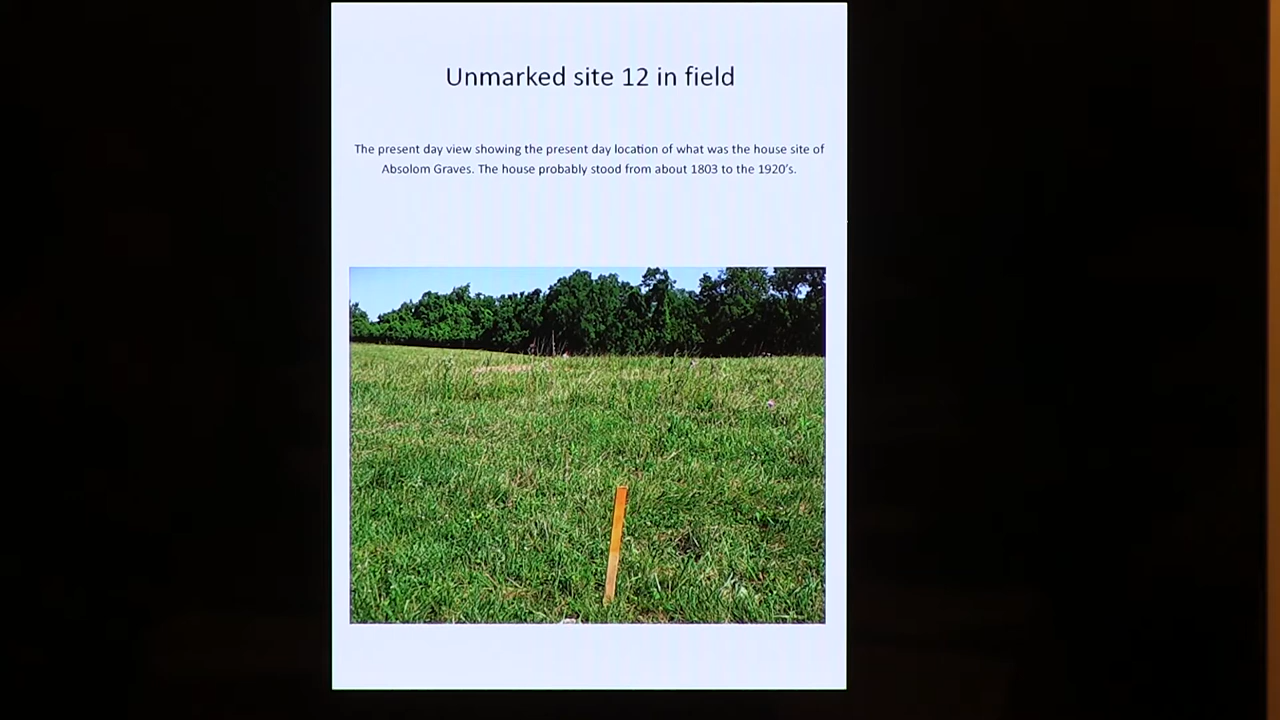 Unmarked site 12 in field
The present day view showing the present day location of what was the house site of
Absolom Graves. The house probably stood from about 1803 to the 1920’s.